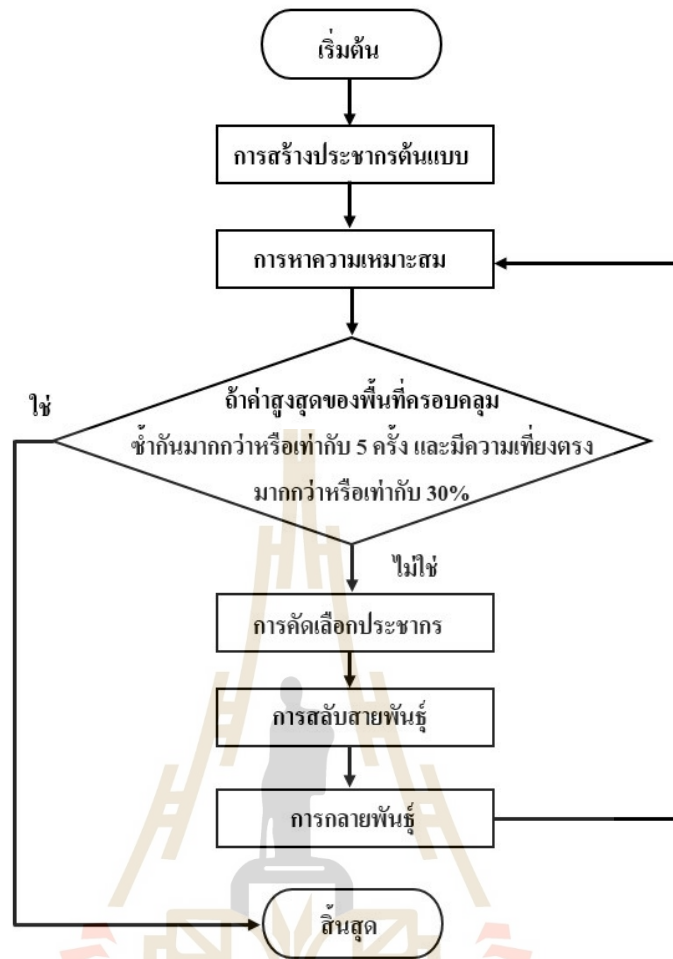 เริ่มต้น
การสร้างประชากรต้นแบบ
การหาความเหมาะสม
ใช่
ถ้าค่าสูงสุดของพื้นที่ครอบคลุม
ซ้ำกันมากกว่าหรือเท่ากับ 5 ครั้ง และมีความเที่ยงตรง
มากกว่าหรือเท่ากับ 30%
ไม่ใช่
การคัดเลือกประชากร
การสลับสายพันธุ์
การกลายพันธุ์
สิ้นสุด